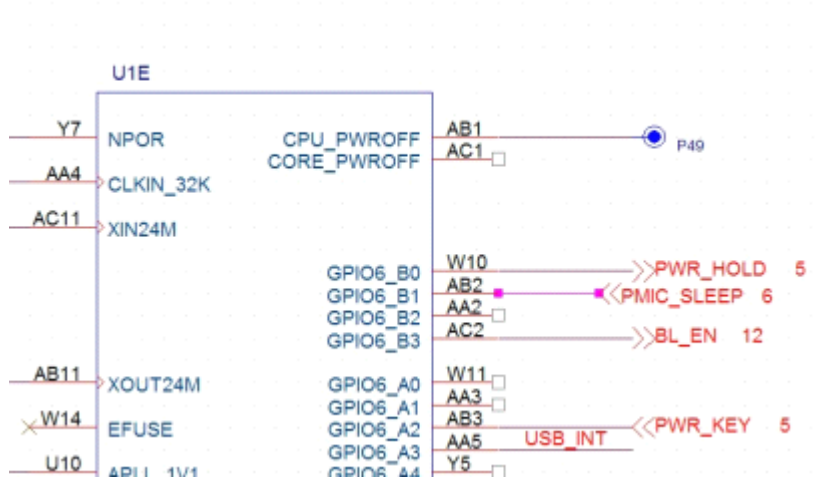 U1E
Y7 NPOR CPU_PWROFF AB1 P49
CORE_PWROFF AC1
AA4 CLKIN_32K
AC11 XIN24M
GPIO6_B0 W10 PWR_HOLD 5
GPIO6_B1 AB2 PMIC_SLEEP 6
GPIO6_B2 AA2
GPIO6_B3 AC2 BL_EN 12
AB11 XOUT24M GPIO6_A0 W11
GPIO6_A1 AA3
W14 EFUSE GPIO6_A2 AB3 PWR_KEY 5
GPIO6_A3 AA5 USB_INT
U10 APLL_1V1 GPIO6_A4 Y5